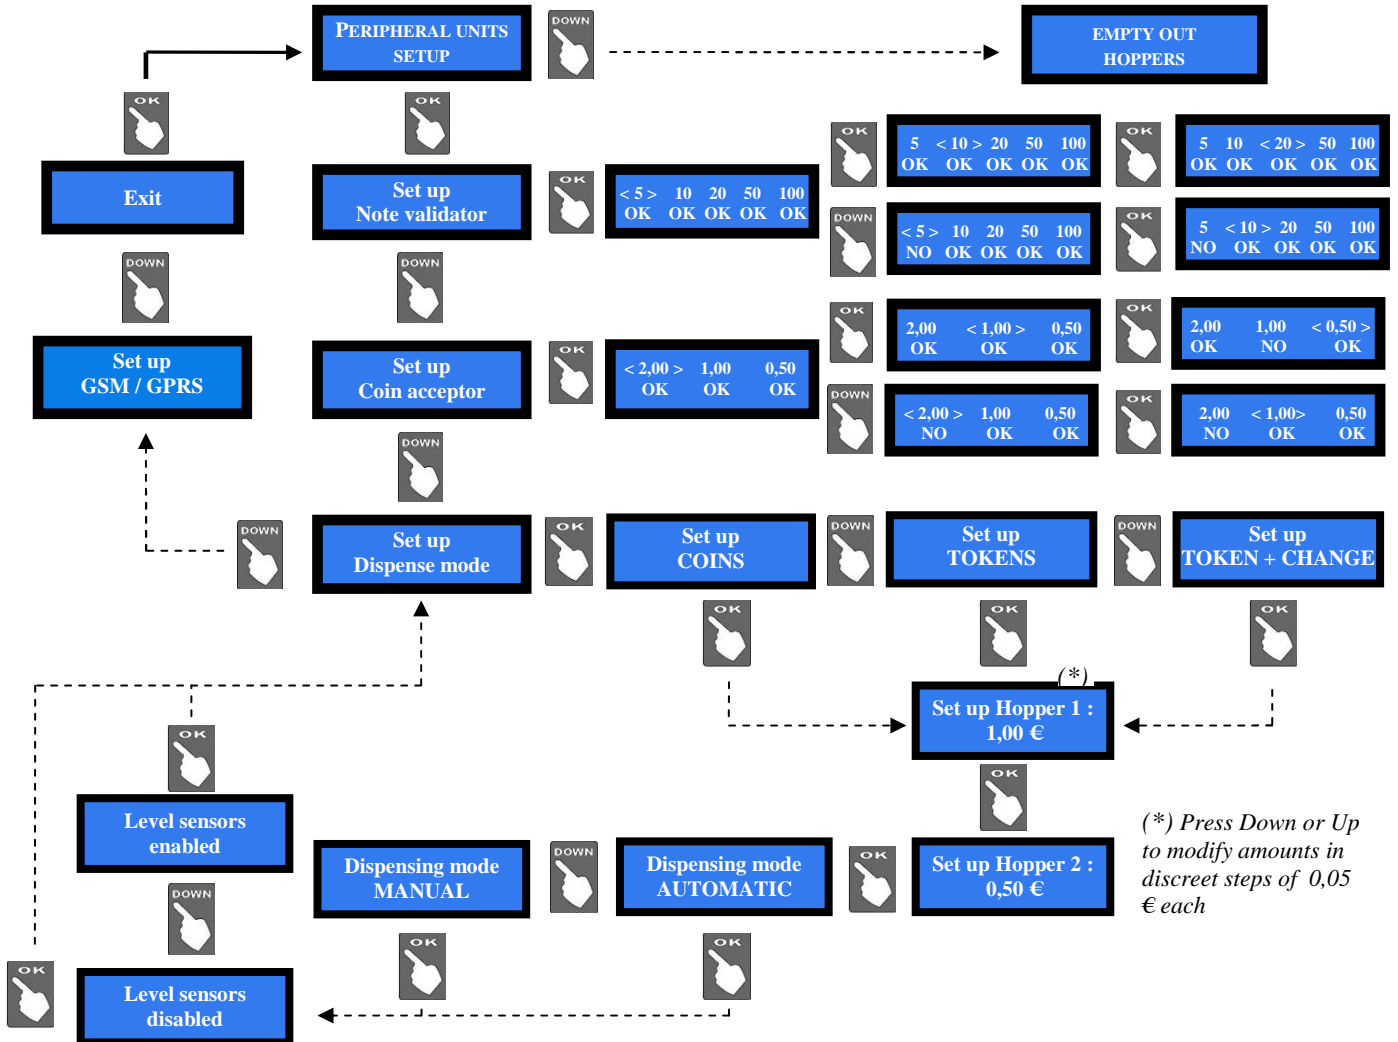 PERIPHERAL UNITS
SETUP
DOWN
EMPTY OUT
HOPPERS
OK
OK
Exit
Set up
Note validator
OK
< 5 > 10 20 50 100
OK OK OK OK OK
OK
5 < 10 > 20 50 100
OK OK OK OK OK
OK
5 10 < 20 > 50 100
OK OK OK OK OK
DOWN
< 5 > 10 20 50 100
NO OK OK OK OK
OK
5 < 10 > 20 50 100
NO OK OK OK OK
DOWN
DOWN
Set up
GSM / GPRS
Set up
Coin acceptor
OK
< 2,00 > 1,00 0,50
OK OK OK
OK
2,00 < 1,00 > 0,50
OK OK OK
OK
2,00 1,00 < 0,50 >
OK NO OK
DOWN
< 2,00 > 1,00 0,50
NO OK OK
OK
2,00 < 1,00> 0,50
NO OK OK
DOWN
DOWN
Set up
Dispense mode
OK
Set up
COINS
DOWN
Set up
TOKENS
DOWN
Set up
TOKEN + CHANGE
OK
OK
OK
(*)
Set up Hopper 1 :
1,00 €
OK
OK
Level sensors
enabled
DOWN
Dispensing mode
MANUAL
DOWN
Dispensing mode
AUTOMATIC
OK
Set up Hopper 2 :
0,50 €
(*) Press Down or Up
to modify amounts in
discreet steps of 0,05
€ each
OK
OK
OK
Level sensors
disabled